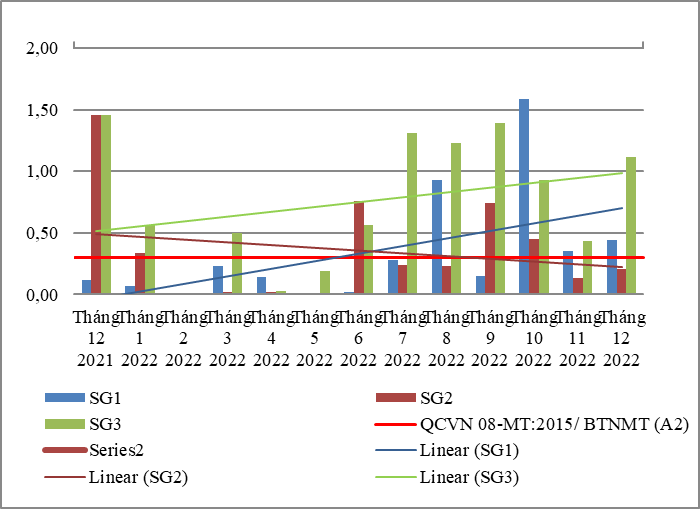 2,00
1,50
1,00
0,50
0,00
Tháng Tháng Tháng Tháng Tháng Tháng Tháng Tháng Tháng Tháng Tháng Tháng Tháng
12 1 2 3 4 5 6 7 8 9 10 11 12
2021 2022 2022 2022 2022 2022 2022 2022 2022 2022 2022 2022 2022
SG1 SG2
SG3 QCVN 08-MT:2015/ BTNMT (A2)
Series2 Linear (SG1)
Linear (SG2) Linear (SG3)